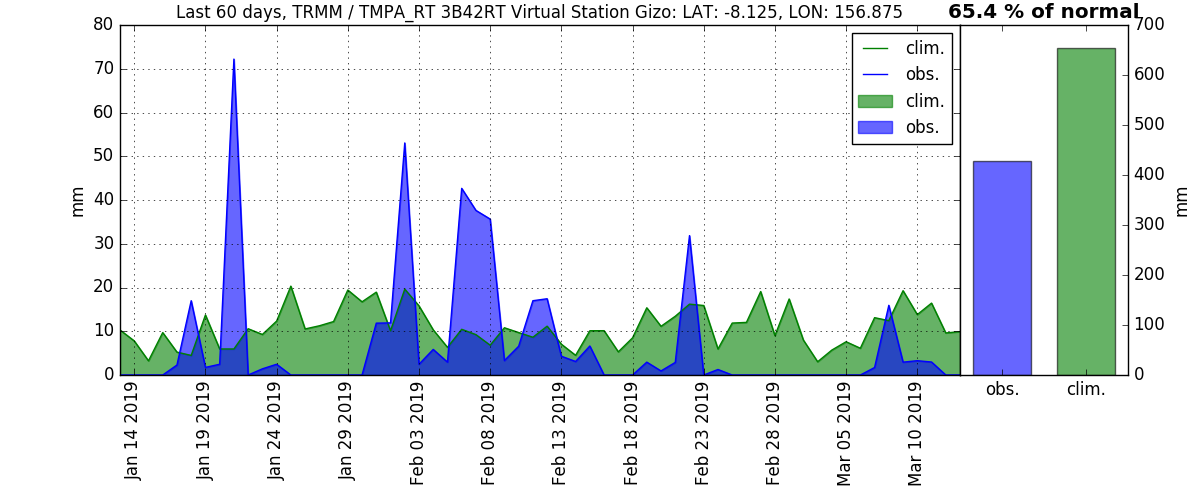 Last 60 days, TRMM / TMPA_RT 3B42RT Virtual Station Gizo: LAT: -8.125, LON: 156.875
65.4 % of normal
80
70
60
50
40
30
20
10
0
mm
clim.
obs.
clim.
obs.
Jan 14 2019
Jan 19 2019
Jan 24 2019
Jan 29 2019
Feb 03 2019
Feb 08 2019
Feb 13 2019
Feb 18 2019
Feb 23 2019
Feb 28 2019
Mar 05 2019
Mar 10 2019
700
600
500
400
300
200
100
0
mm
obs.
clim.